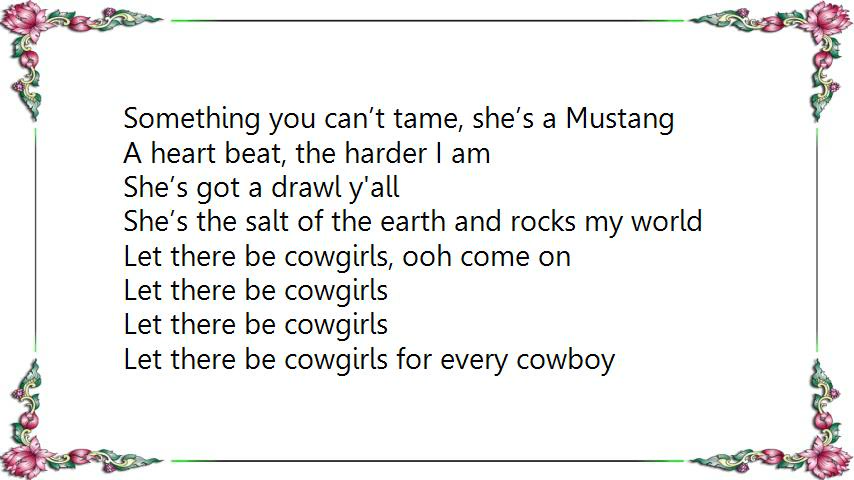 Something you can’t tame, she’s a Mustang
A heart beat, the harder I am
She’s got a drawl y'all
She’s the salt of the earth and rocks my world
Let there be cowgirls, ooh come on
Let there be cowgirls
Let there be cowgirls
Let there be cowgirls for every cowboy